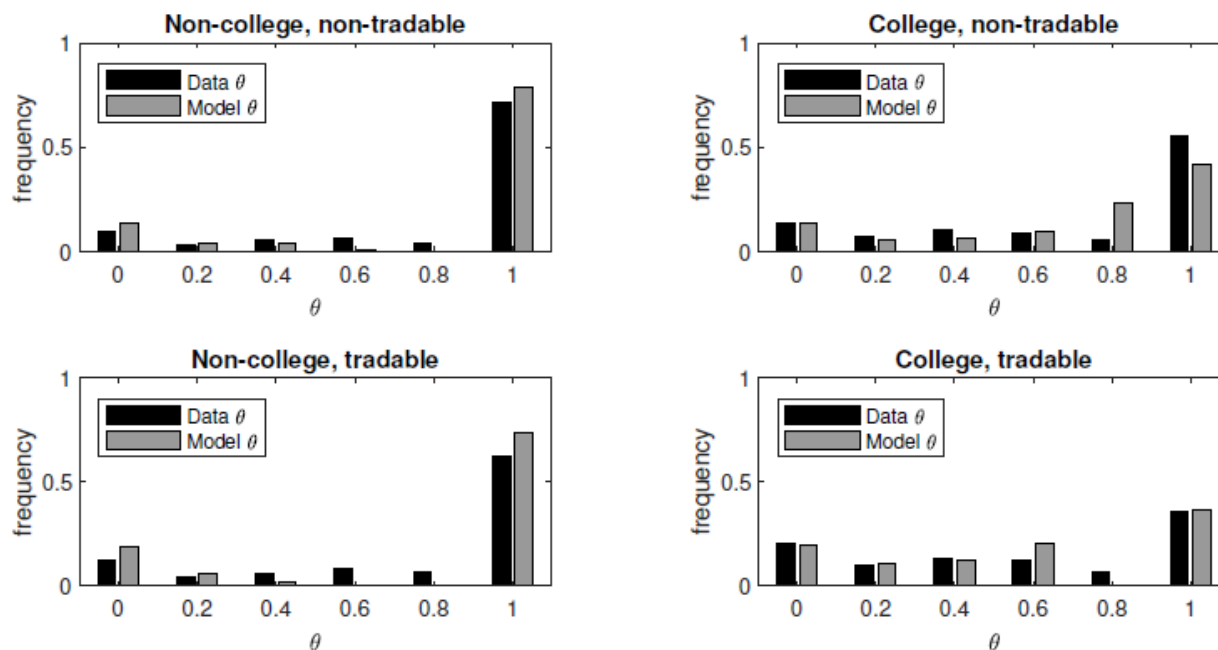 Non-college, non-tradable
1
0.5
0
frequency
Data θ
Model θ
0 0.2 0.4 0.6 0.8 1
θ
College, non-tradable
1
0.5
0
frequency
Data θ
Model θ
0 0.2 0.4 0.6 0.8 1
θ
Non-college, tradable
1
0.5
0
frequency
Data θ
Model θ
0 0.2 0.4 0.6 0.8 1
θ
College, tradable
1
0.5
0
frequency
Data θ
Model θ
0 0.2 0.4 0.6 0.8 1
θ